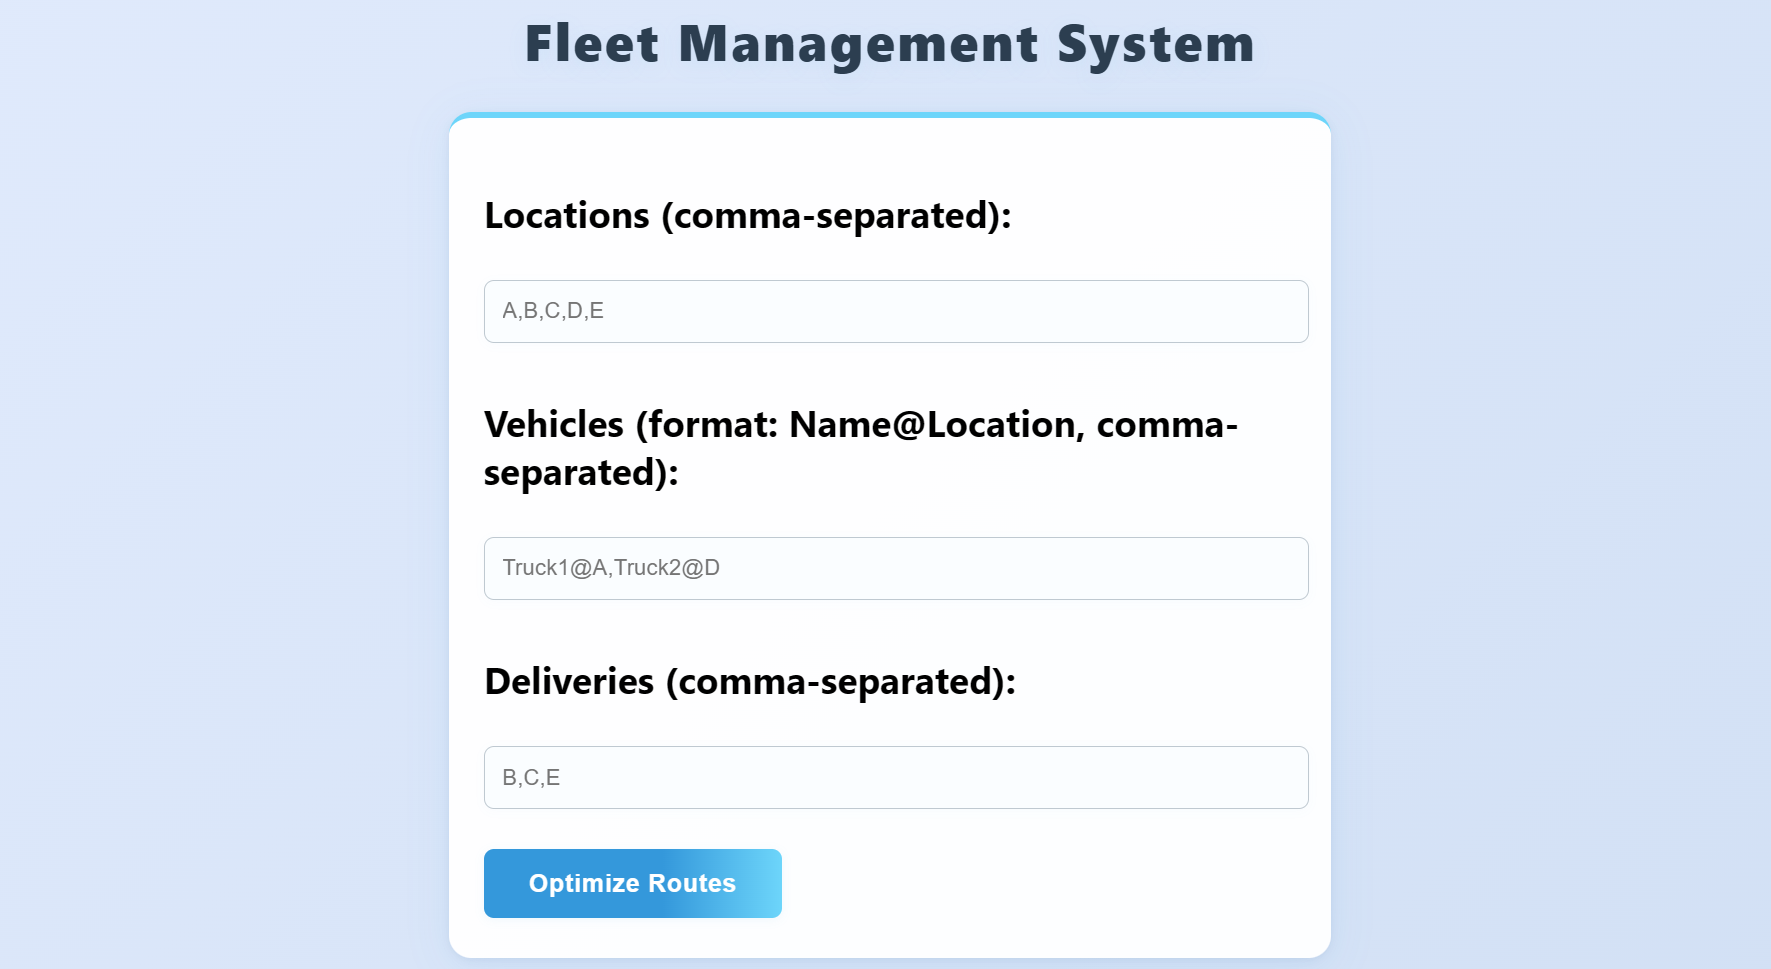 Fleet Management System
Locations (comma-separated):
A,B,C,D,E
Vehicles (format: Name@Location, comma-
separated):
Truck1@A,Truck2@D
Deliveries (comma-separated):
B,C,E
Optimize Routes